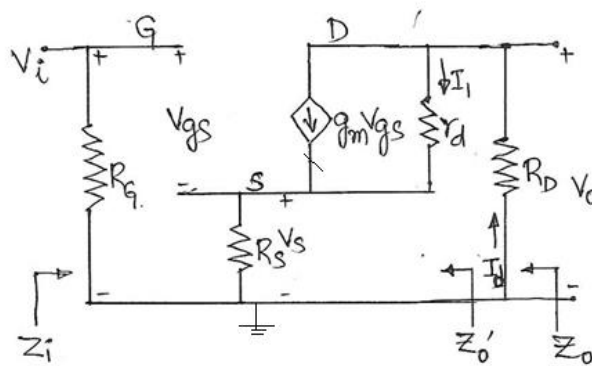 G
D
+
Vi
+
+
I1
Vgs
gmVgs
rd
RG
-
S
+
RD
Vo
RS
Vs
Id
-
-
-
Zi
Zo'
Zo